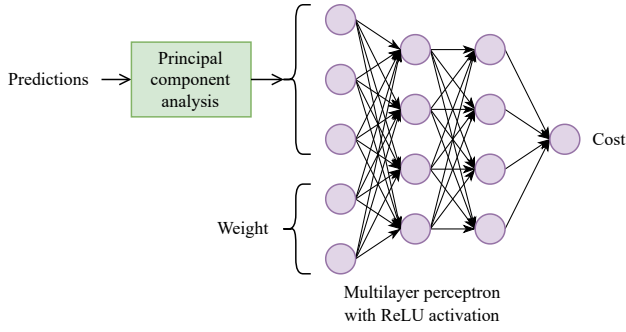 Predictions
Principal
component
analysis
Cost
Weight
Multilayer perceptron
with ReLU activation